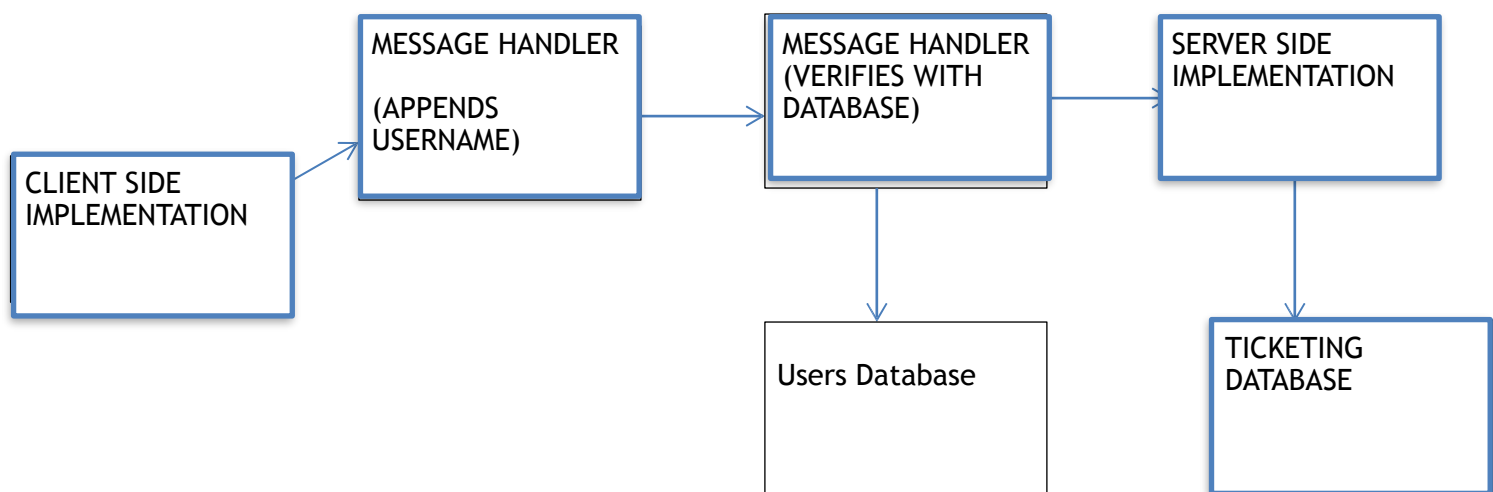 MESSAGE HANDLER
(APPENDS
USERNAME)
MESSAGE HANDLER
(VERIFIES WITH
DATABASE)
SERVER SIDE
IMPLEMENTATION
CLIENT SIDE
IMPLEMENTATION
Users Database
TICKETING
DATABASE